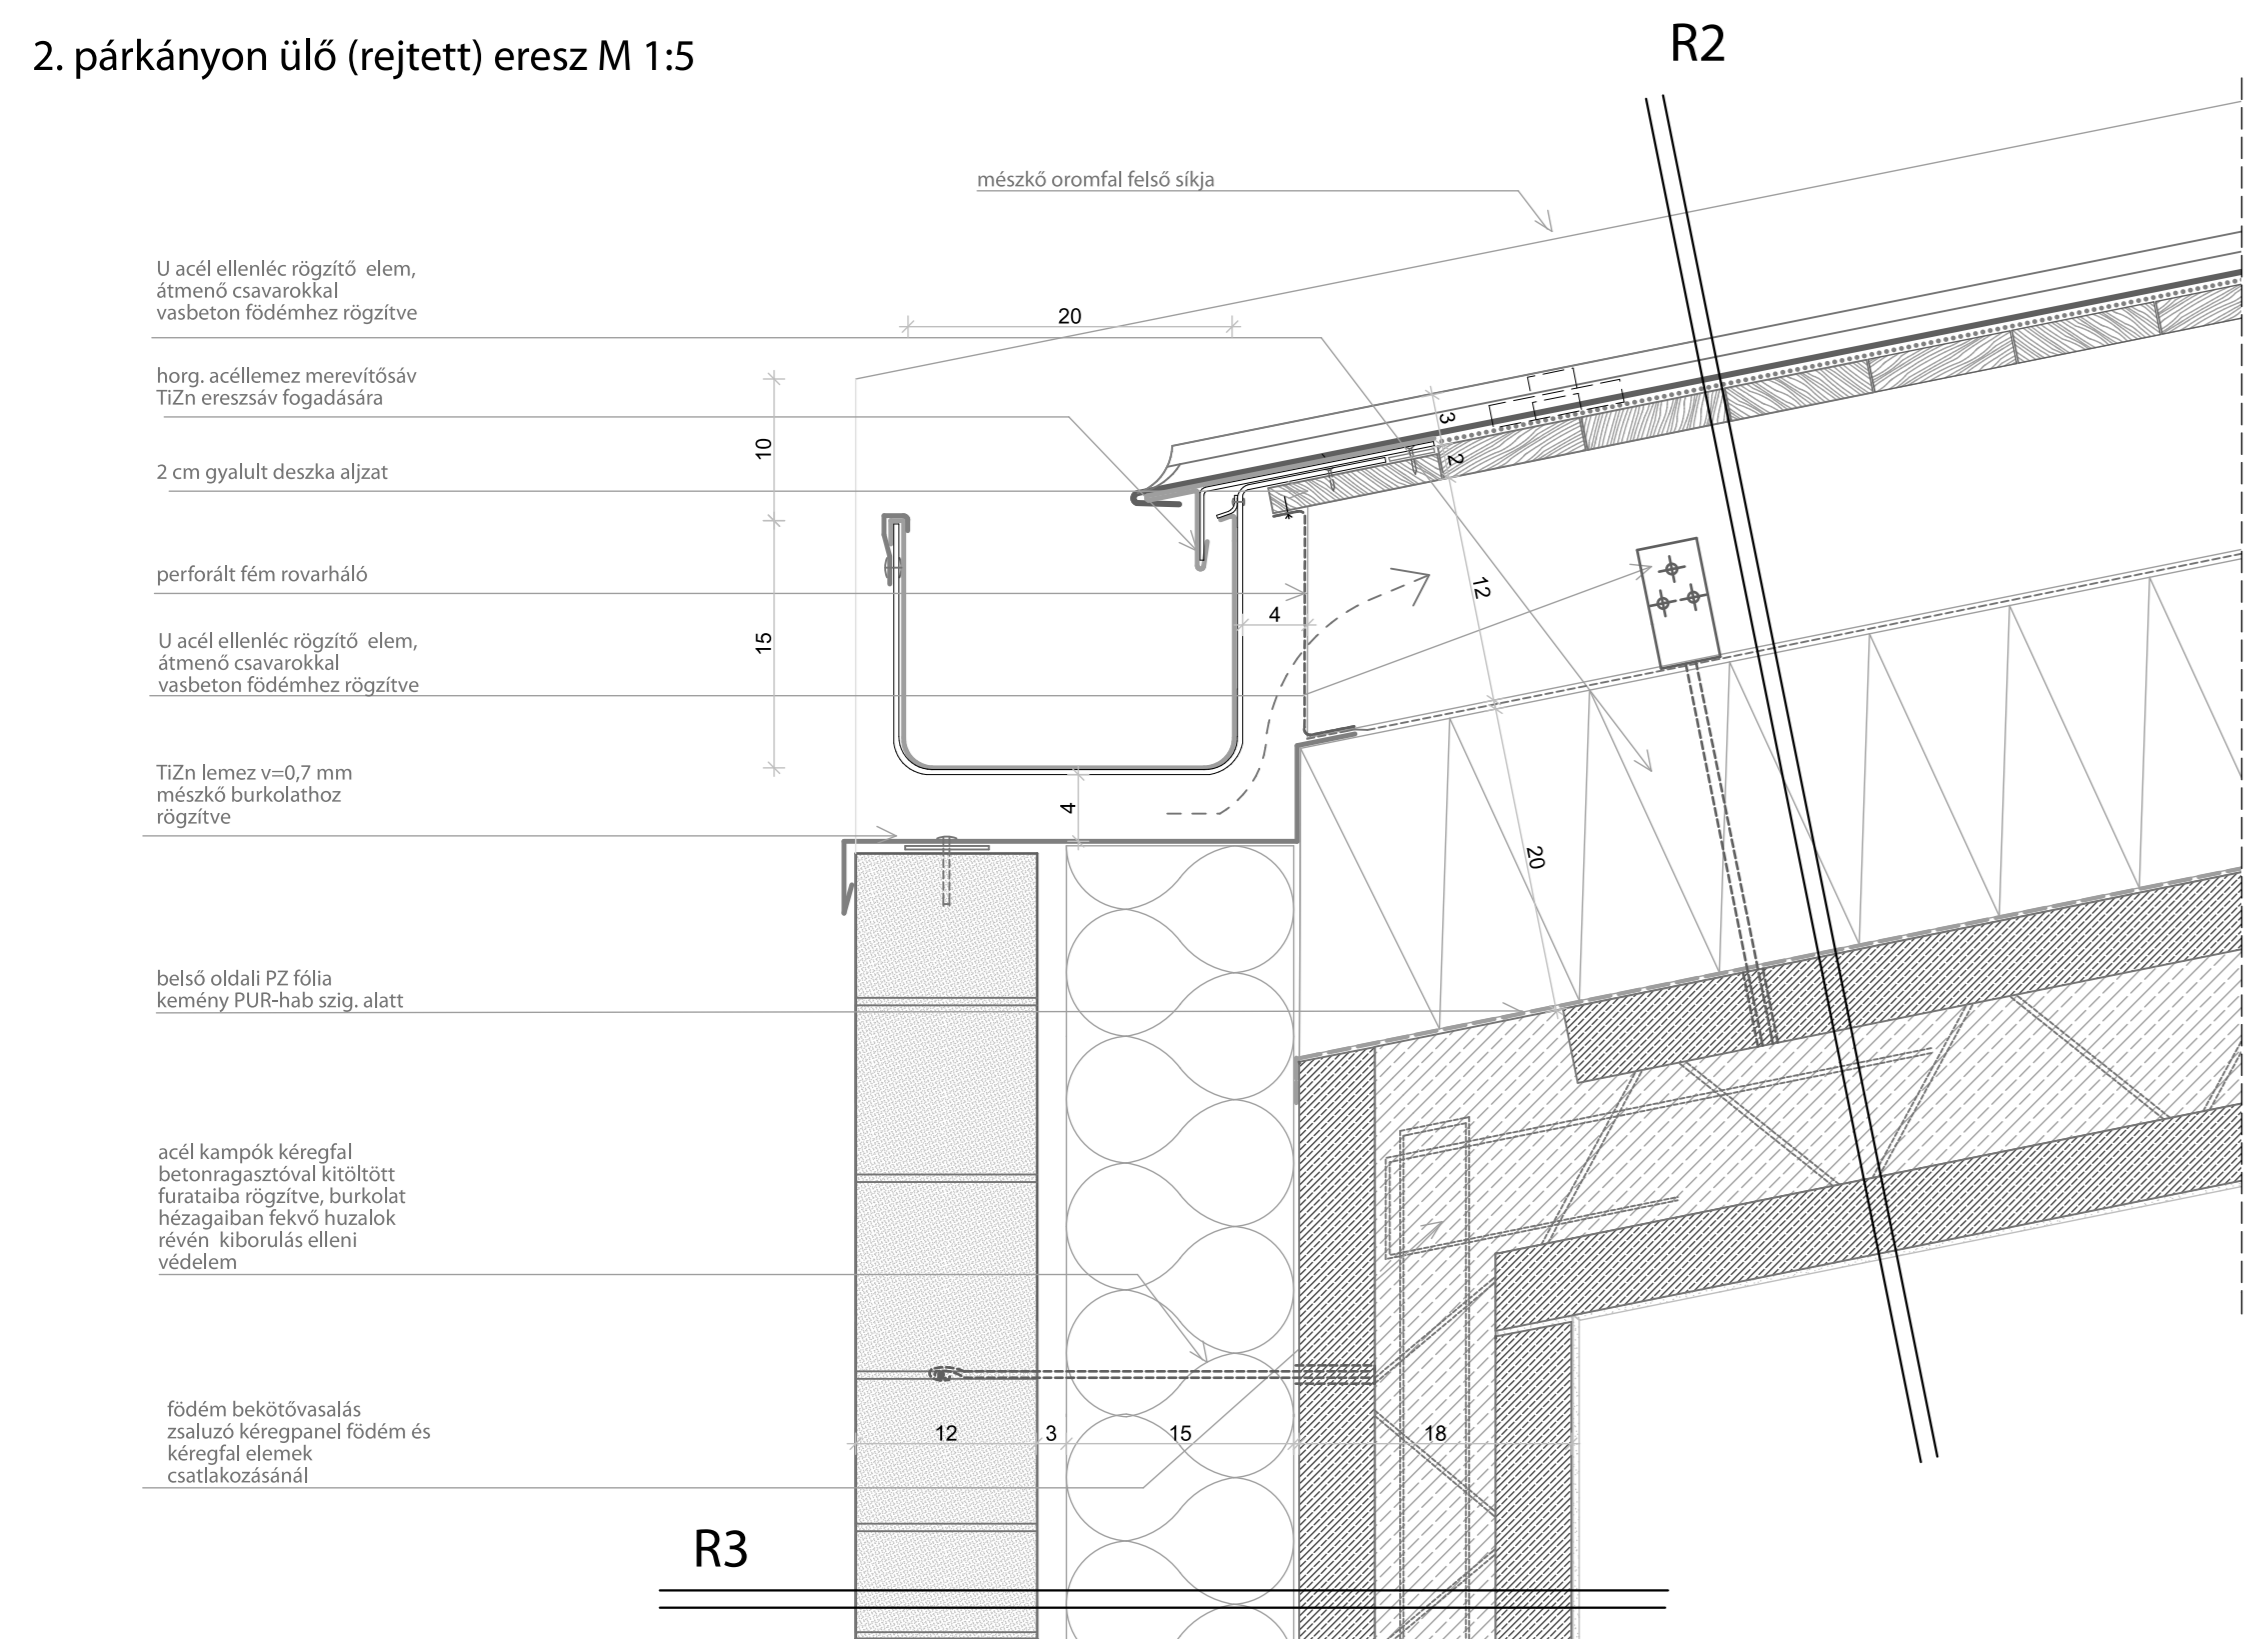 2. párkányon ülő (rejtett) eresz M 1:5
R2
mészkő oromfal felső síkja
U acél ellenléc rögzítő  elem,
átmenő csavarokkal
vasbeton födémhez rögzítve
20
horg. acéllemez merevítősáv
TiZn ereszsáv fogadására
10
3
2 cm gyalult deszka aljzat
2
perforált fém rovarháló
12
4
U acél ellenléc rögzítő  elem,
átmenő csavarokkal
vasbeton födémhez rögzítve
15
TiZn lemez v=0,7 mm
mészkő burkolathoz
rögzítve
4
20
belső oldali PZ fólia
kemény PUR-hab szig. alatt
acél kampók kéregfal
betonragasztóval kitöltött
furataiba rögzítve, burkolat
hézagaiban fekvő huzalok
révén  kiborulás elleni
védelem
födém bekötővasalás
zsaluzó kéregpanel födém és
kéregfal elemek
csatlakozásánál
12 3 15 18
R3